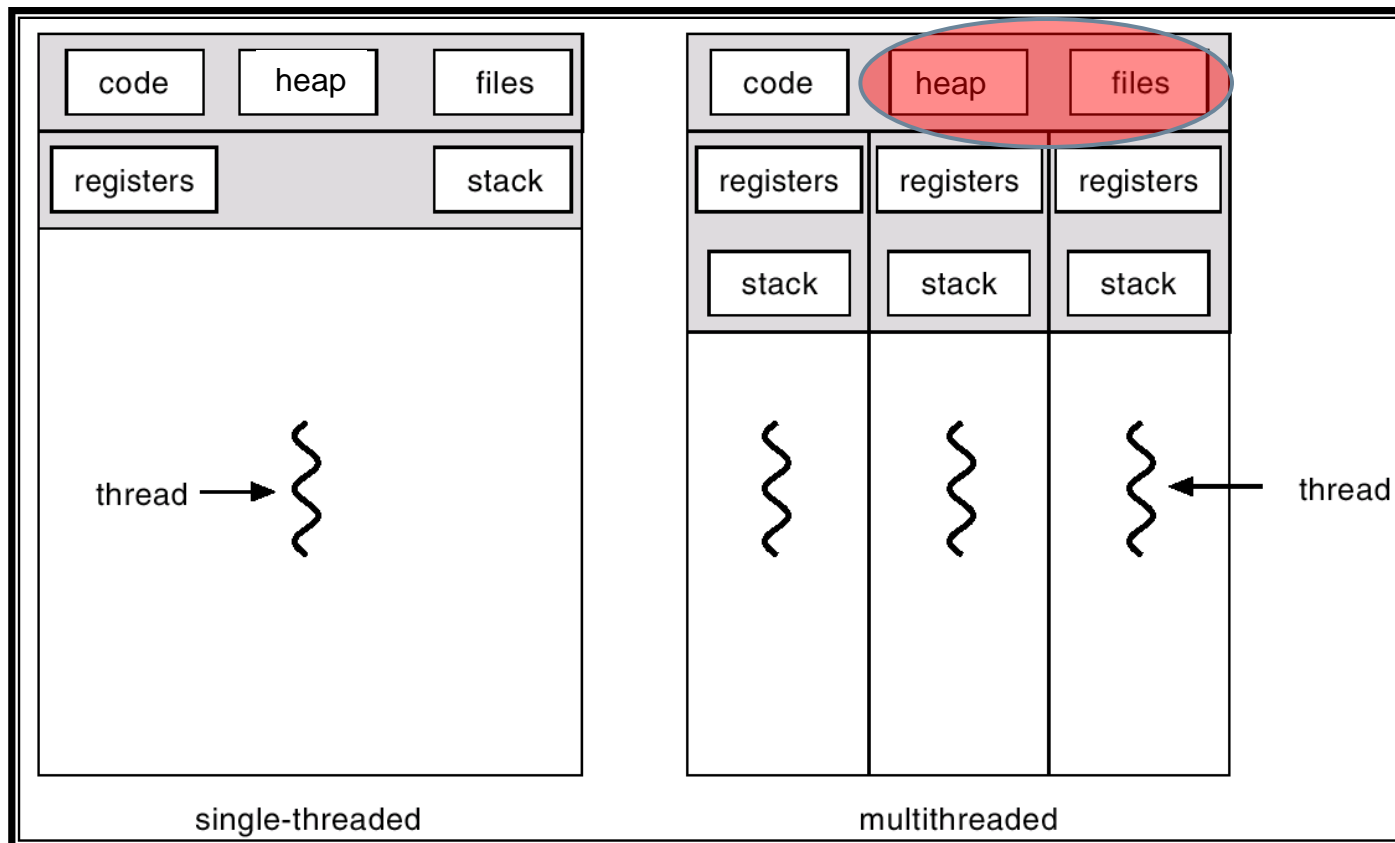 code heap files code heap files
registers stack registers registers registers
stack stack stack
thread thread
single-threaded multithreaded